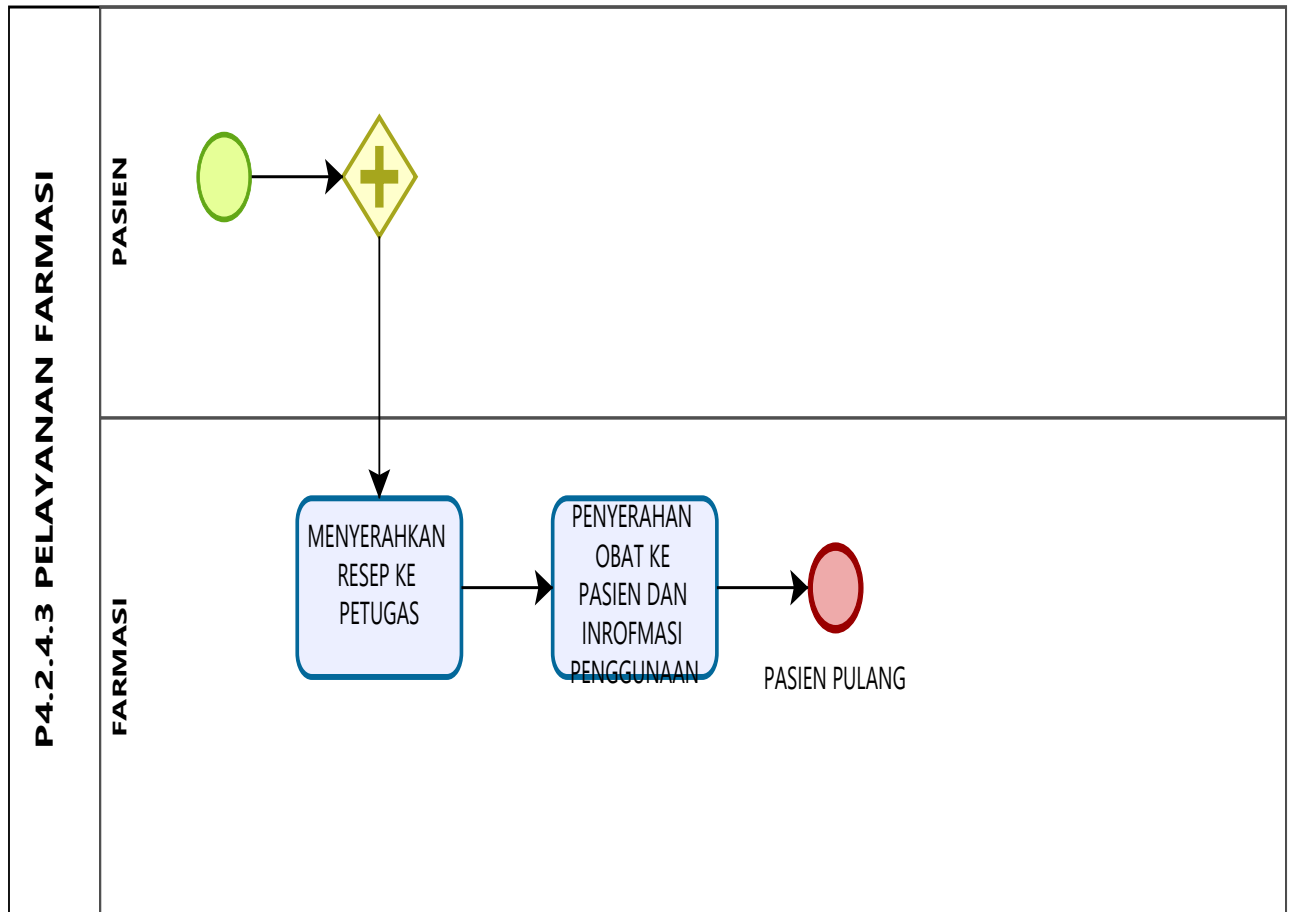 P4.2.4.3 PELAYANAN FARMASI
PASIEN
FARMASI
MENYERAHKAN
RESEP KE
PETUGAS
PENYERAHAN
OBAT KE
PASIEN DAN
INROFMASI
PENGGUNAAN
PASIEN PULANG